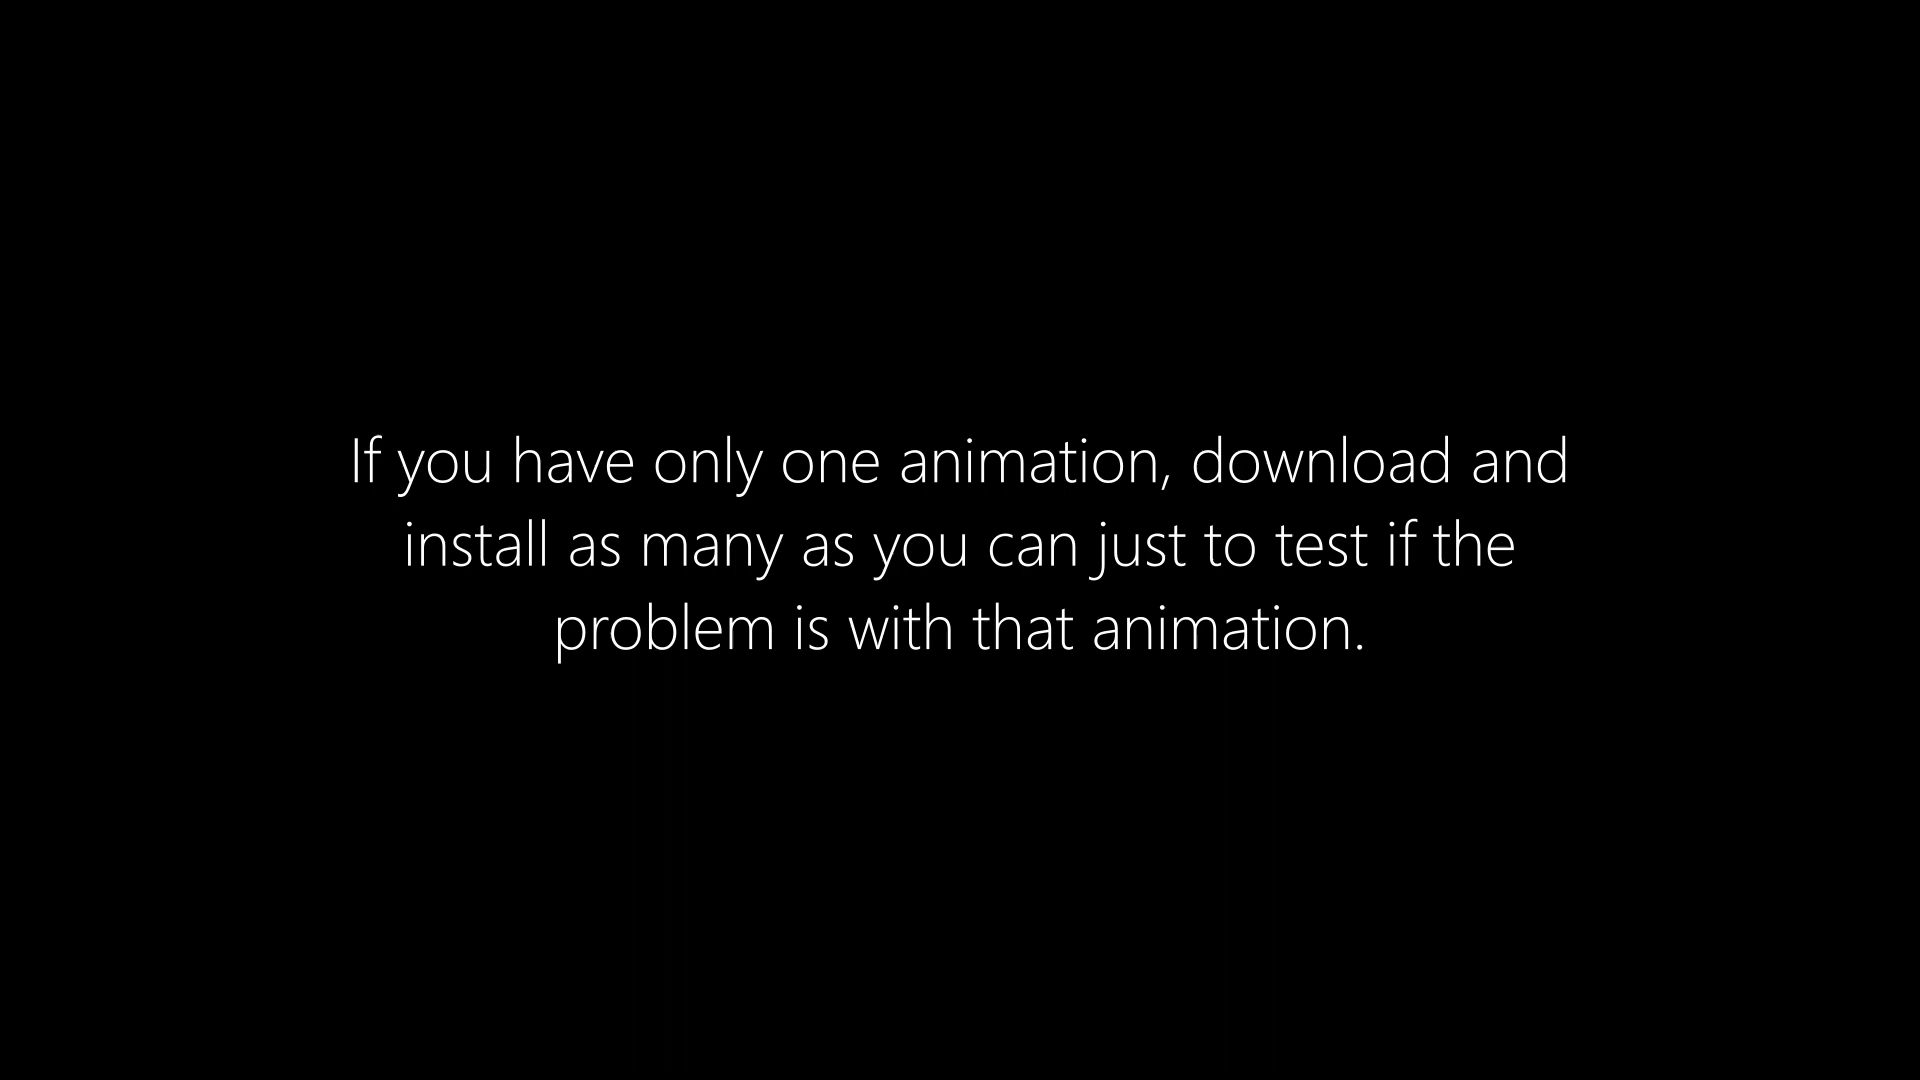 If you have only one animation, download and
install as many as you can just to test if the
problem is with that animation.